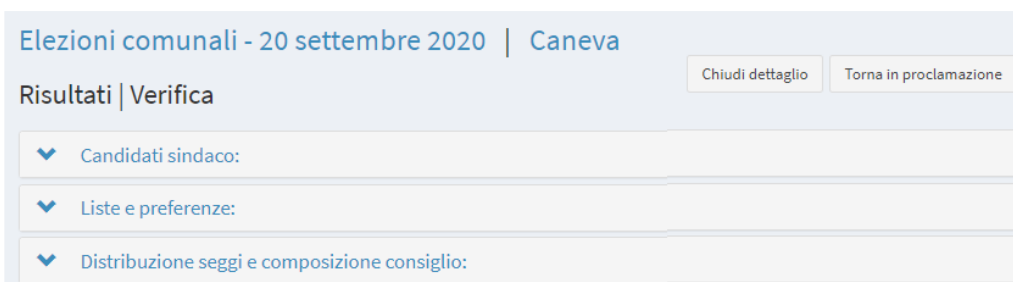 Elezioni comunali - 20 settembre 2020 | Caneva
Chiudi dettaglio Torna in proclamazione
Risultati | Verifica
Candidati sindaco:
Liste e preferenze:
Distribuzione seggi e composizione consiglio: